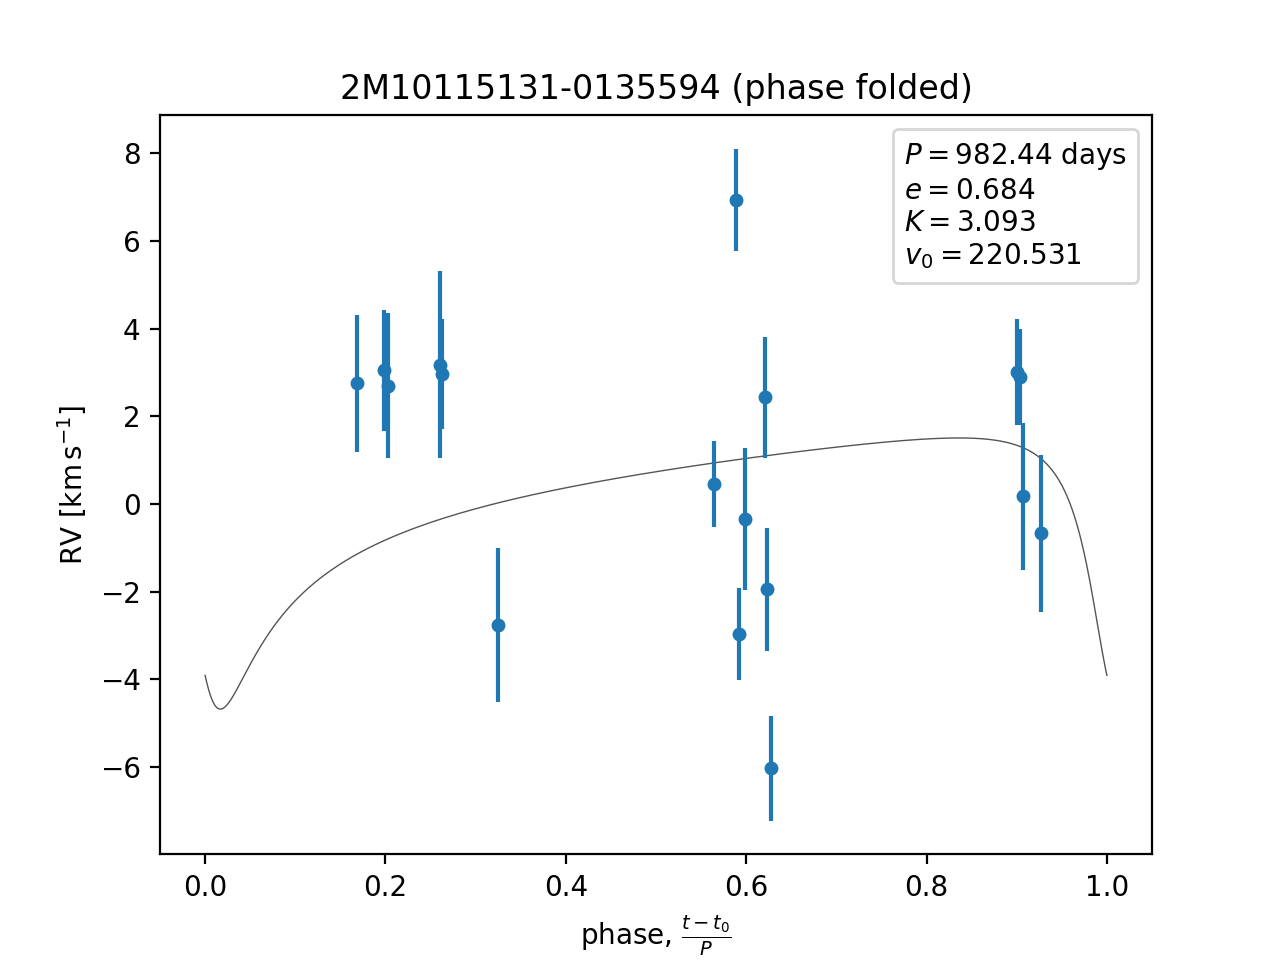 2M10115131-0135594 (phase folded)
P = 982.44 days
e = 0.684
K = 3.093
v₀ = 220.531
8
6
4
2
0
−2
−4
−6
RV [km s⁻¹]
0.0 0.2 0.4 0.6 0.8 1.0
phase, (t − t₀)/P